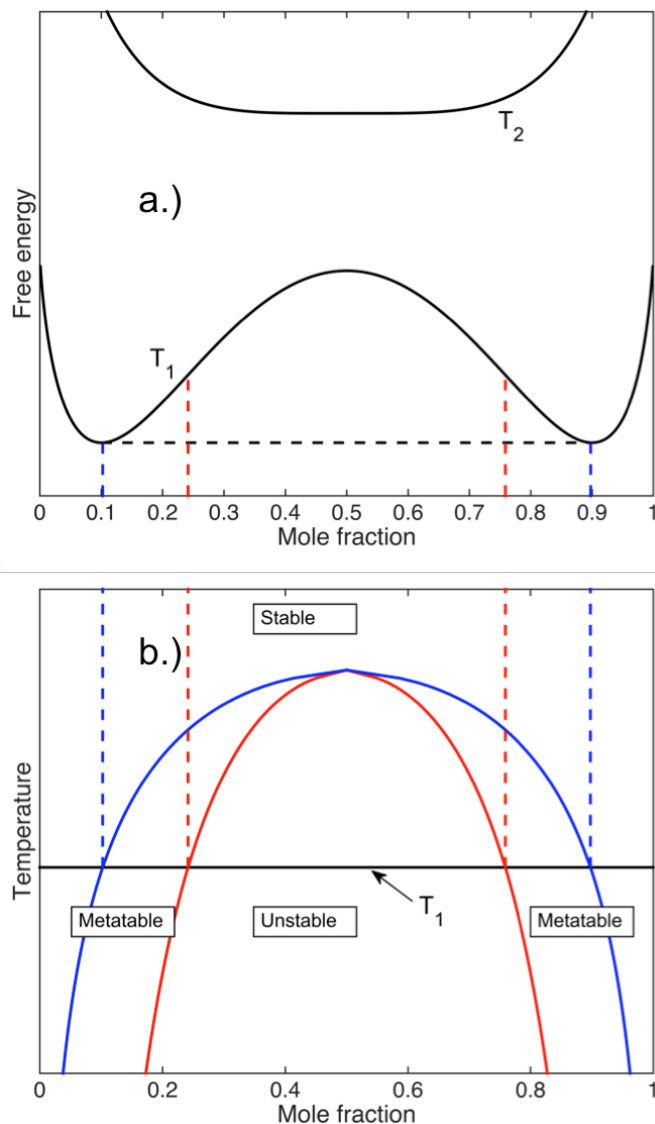 a.)
T2
T1
Free energy
0 0.1 0.2 0.3 0.4 0.5 0.6 0.7 0.8 0.9 1
Mole fraction
Stable
b.)
Temperature
Metatable Unstable Metatable
T1
0 0.2 0.4 0.6 0.8 1
Mole fraction